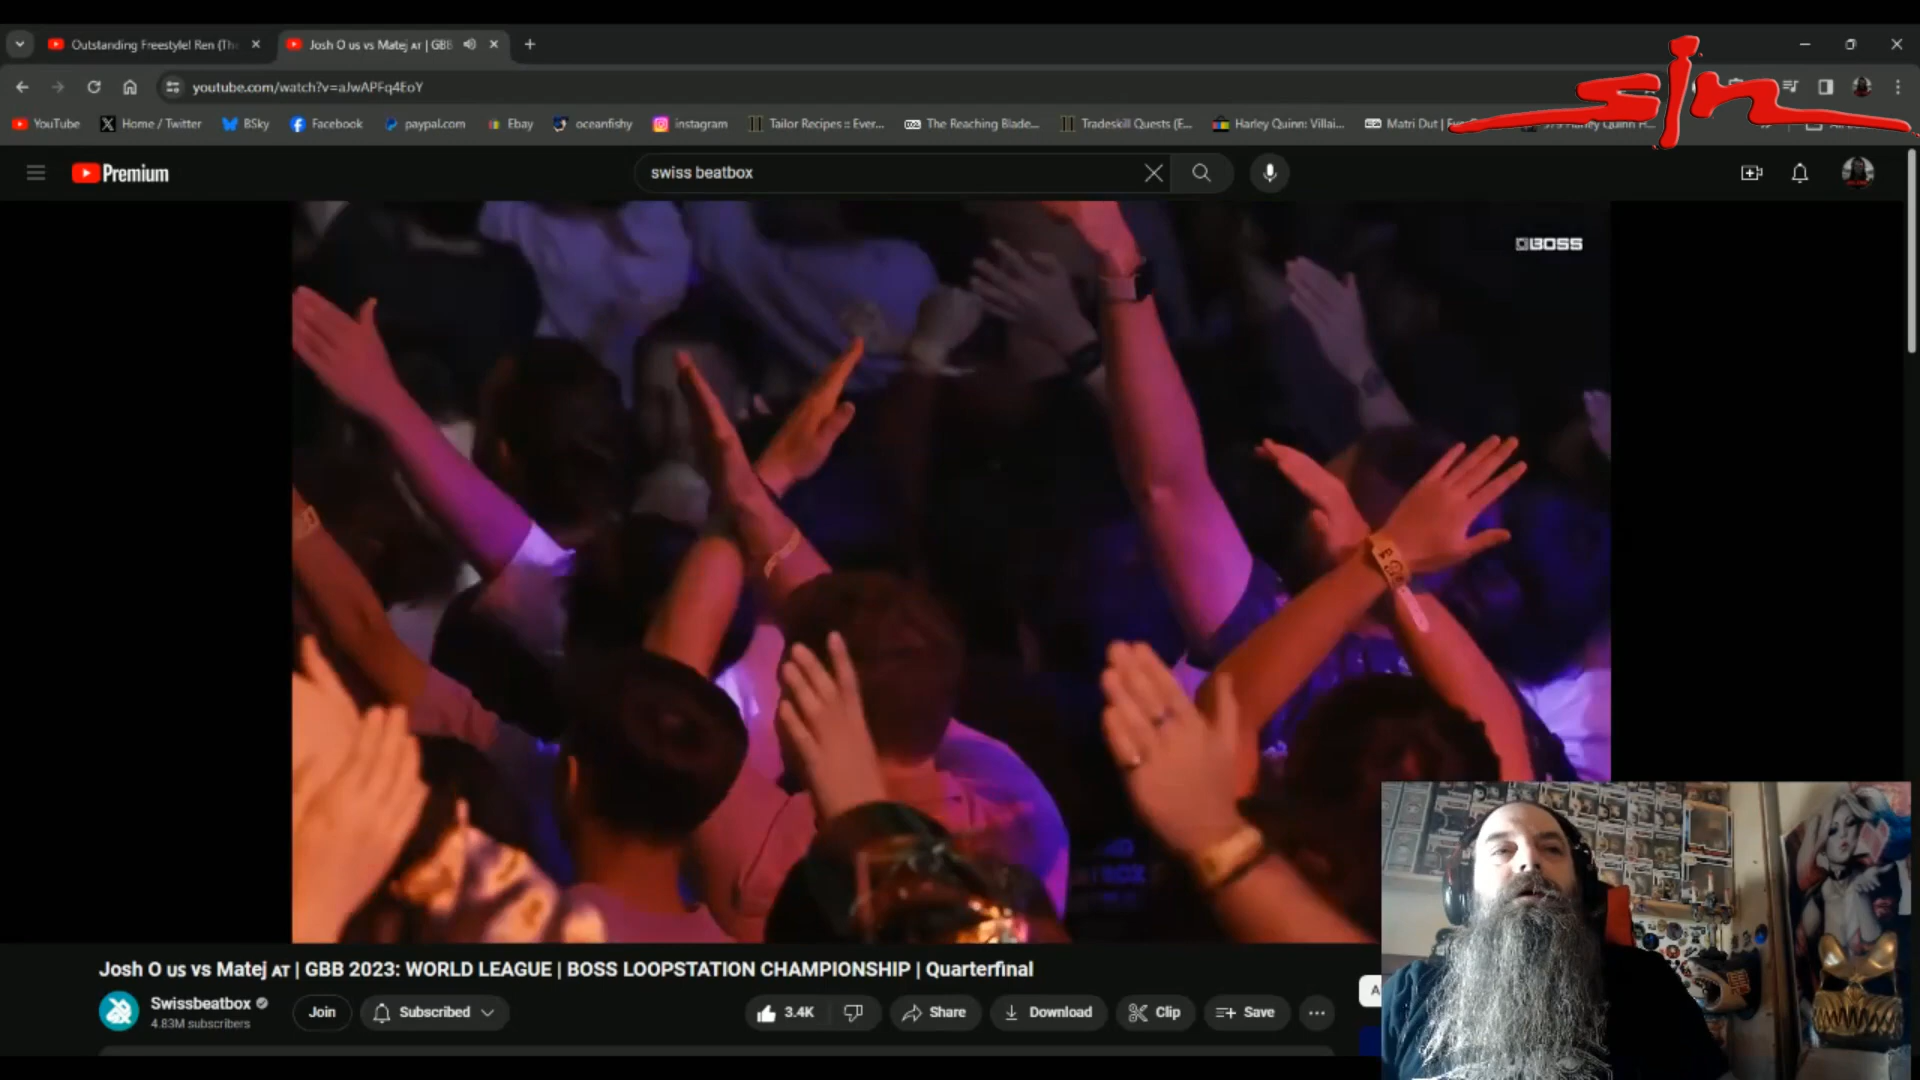 Outstanding Freestyle! Ren (Th
Josh O us vs Matej AT | GBB
youtube.com/watch?v=aJwAPFq4EoY
YouTube
Home / Twitter
BSky
Facebook
paypal.com
Ebay
oceanfishy
instagram
Tailor Recipes :: Ever...
The Reaching Blade...
Tradeskill Quests (E...
Harley Quinn: Villai...
sin
Premium
swiss beatbox
BOSS
Josh O us vs Matej AT | GBB 2023: WORLD LEAGUE | BOSS LOOPSTATION CHAMPIONSHIP | Quarterfinal
Swissbeatbox
4.83M subscribers
Join
Subscribed
3.4K
Share
Download
Clip
Save